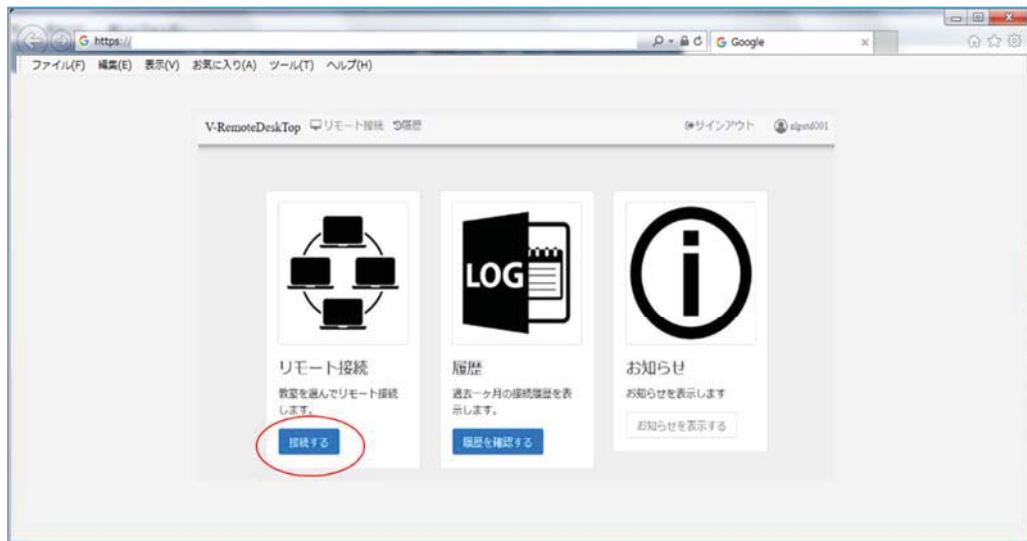 https://
Google
ファイル(F) 編集(E) 表示(V) お気に入り(A) ツール(T) ヘルプ(H)
V-RemoteDeskTop リモート接続 履歴 サインアウト alpstd001
LOG
リモート接続
教室を選んでリモート接続
します。
接続する
履歴
過去一ヶ月の接続履歴を表
示します。
履歴を確認する
お知らせ
お知らせを表示します
お知らせを表示する